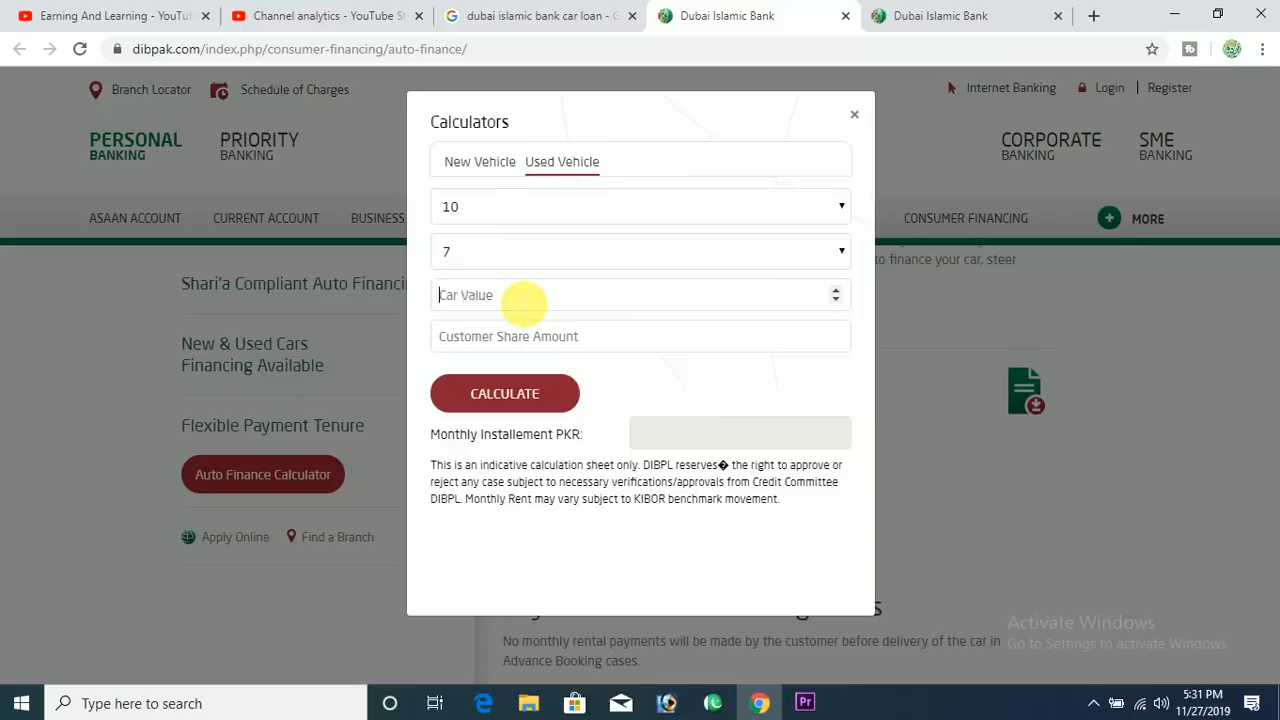 Earning And Learning - YouTu
Channel analytics - YouTube St
dubai islamic bank car loan - G
Dubai Islamic Bank
Dubai Islamic Bank
dibpak.com/index.php/consumer-financing/auto-finance/
Branch Locator
Schedule of Charges
Internet Banking
Login
Register
PERSONAL
BANKING
PRIORITY
BANKING
CORPORATE
BANKING
SME
BANKING
ASAAN ACCOUNT
CURRENT ACCOUNT
BUSINESS
CONSUMER FINANCING
MORE
to finance your car, steer
Shari'a Compliant Auto Financi
New & Used Cars
Financing Available
Flexible Payment Tenure
Auto Finance Calculator
Apply Online
Find a Branch
Calculators
New Vehicle
Used Vehicle
10
7
Car Value
Customer Share Amount
CALCULATE
Monthly Installement PKR:
This is an indicative calculation sheet only. DIBPL reserves� the right to approve or
reject any case subject to necessary verifications/approvals from Credit Committee
DIBPL. Monthly Rent may vary subject to KIBOR benchmark movement.
No monthly rental payments will be made by the customer before delivery of the car in
Advance Booking cases.
Activate Windows
Go to Settings to activate Windows.
Type here to search
Pr
5:31 PM
11/27/2019